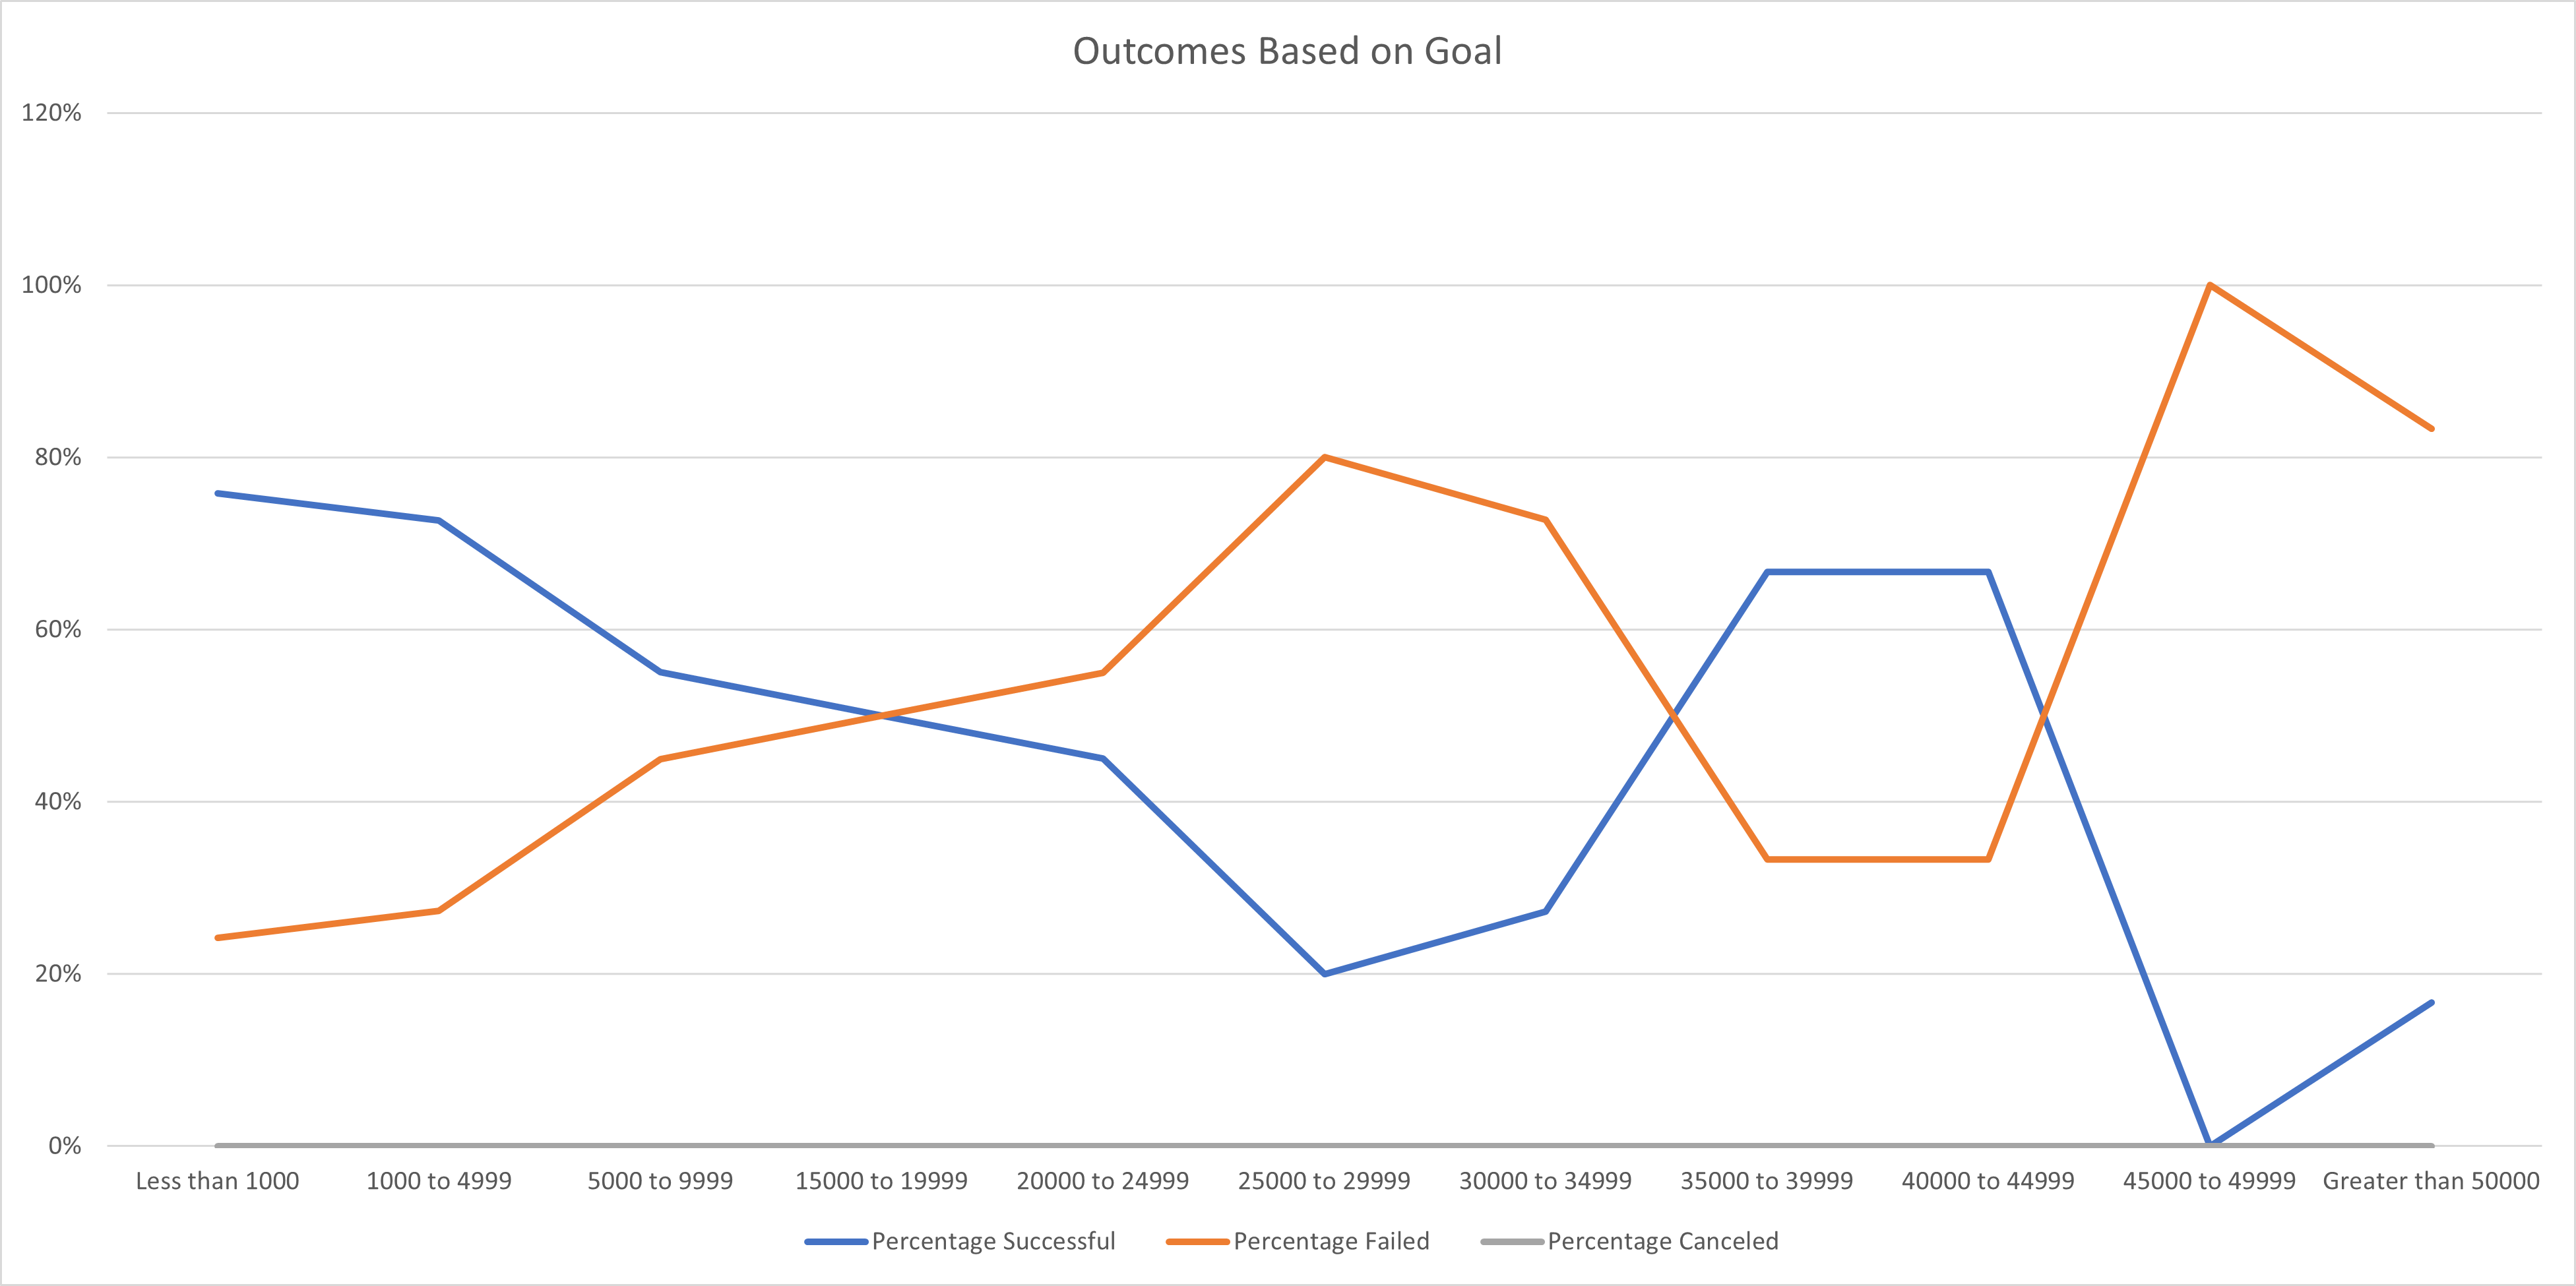 Outcomes Based on Goal
120%
100%
80%
60%
40%
20%
0%
Less than 1000 1000 to 4999 5000 to 9999 15000 to 19999 20000 to 24999 25000 to 29999 30000 to 34999 35000 to 39999 40000 to 44999 45000 to 49999 Greater than 50000
Percentage Successful Percentage Failed Percentage Canceled